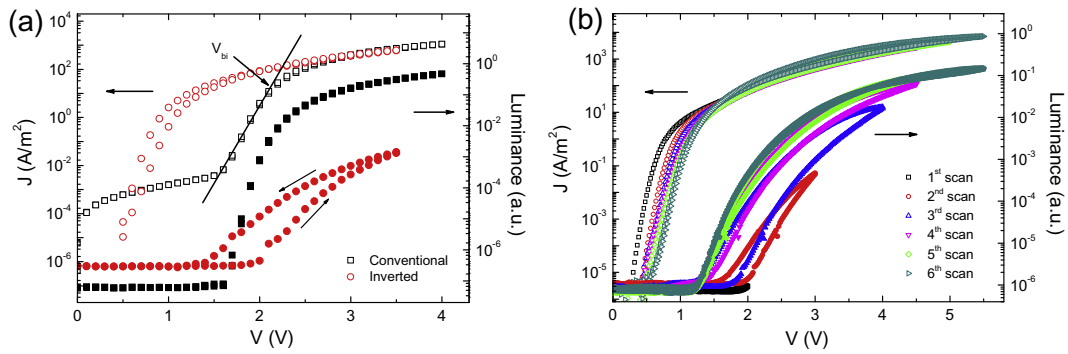 (a)
10⁴
10²
10⁰
10⁻²
10⁻⁴
10⁻⁶
J (A/m²)
V_bi
10⁰
10⁻²
10⁻⁴
10⁻⁶
Luminance (a.u.)
Conventional
Inverted
0 1 2 3 4
V (V)
(b)
10⁵
10³
10¹
10⁻¹
10⁻³
10⁻⁵
J (A/m²)
10⁰
10⁻¹
10⁻²
10⁻³
10⁻⁴
10⁻⁵
10⁻⁶
Luminance (a.u.)
1ˢᵗ scan
2ⁿᵈ scan
3ʳᵈ scan
4ᵗʰ scan
5ᵗʰ scan
6ᵗʰ scan
0 1 2 3 4 5 6
V (V)